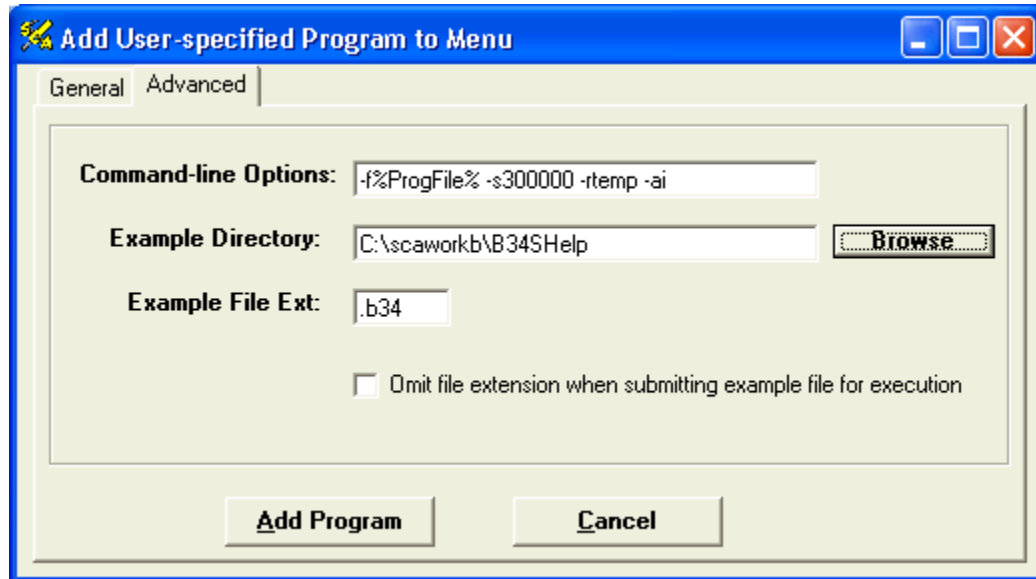 Add User-specified Program to Menu
General Advanced
Command-line Options: -f%ProgFile% -s300000 -rtemp -ai
Example Directory: C:\scaworkb\B34SHelp Browse
Example File Ext: .b34
Omit file extension when submitting example file for execution
Add Program Cancel